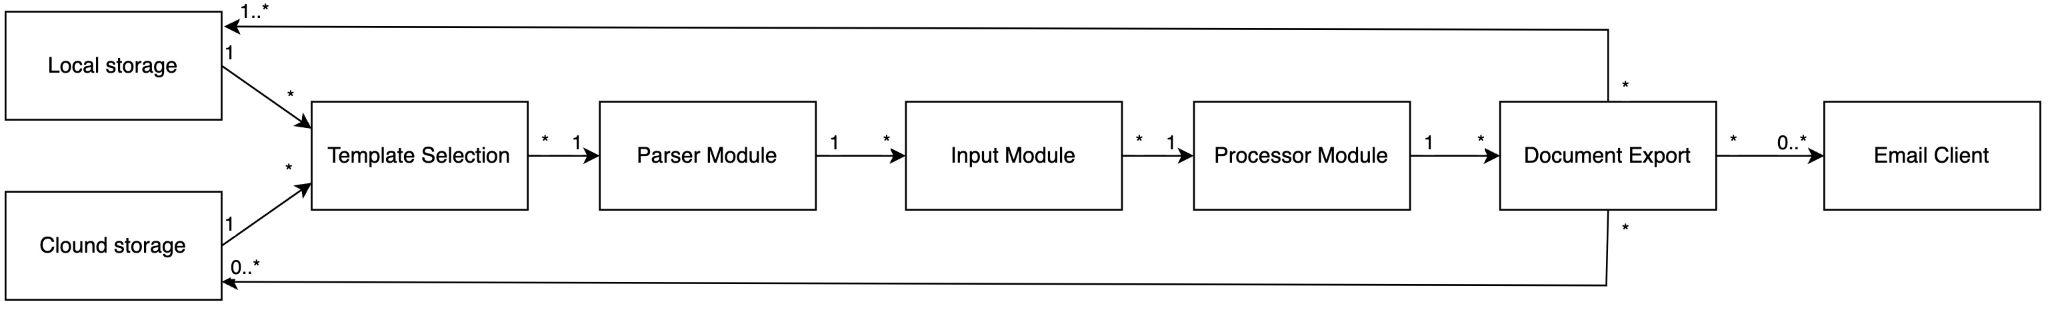 1..*
Local storage
1
*
*
Template Selection
*
1
Parser Module
1
*
Input Module
*
1
Processor Module
1
*
Document Export
*
0..*
Email Client
*
Clound storage
1
0..*
*